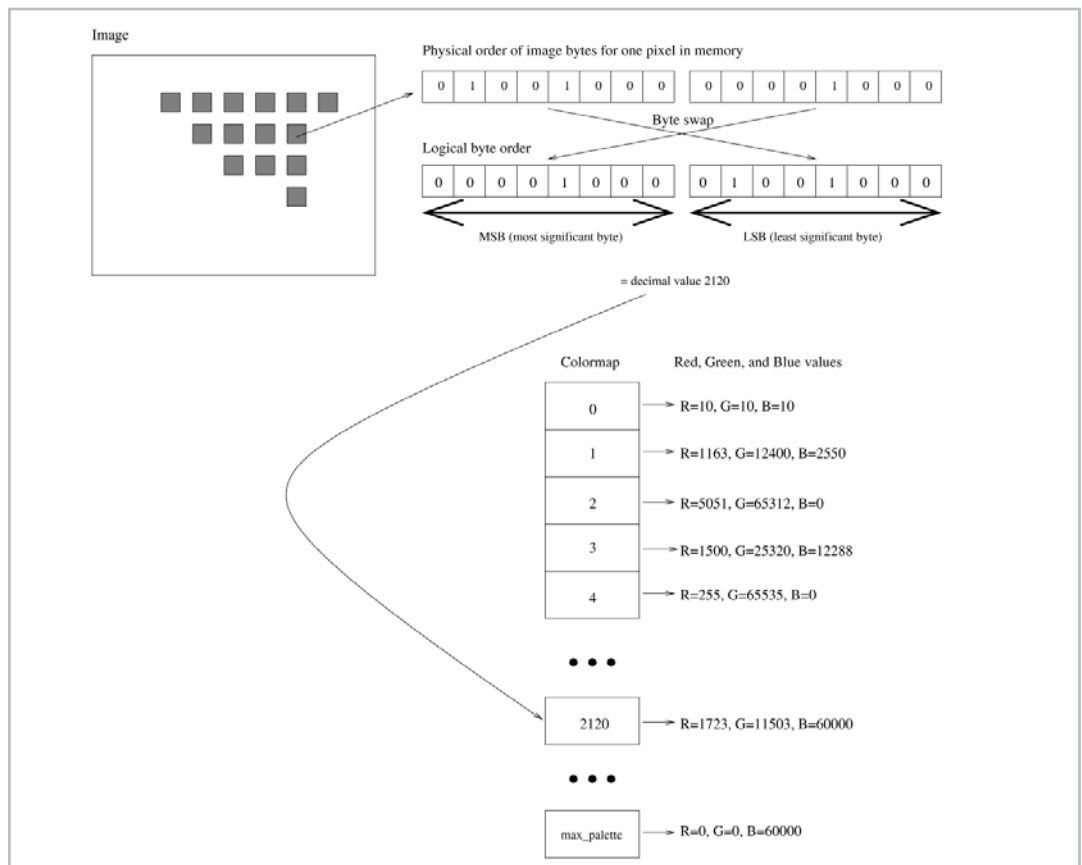 Image
Physical order of image bytes for one pixel in memory
0 1 0 0 1 0 0 0 0 0 0 0 1 0 0 0
Byte swap
Logical byte order
0 0 0 0 1 0 0 0 0 1 0 0 1 0 0 0
MSB (most significant byte) LSB (least significant byte)
= decimal value 2120
Colormap Red, Green, and Blue values
0 R=10, G=10, B=10
1 R=1163, G=12400, B=2550
2 R=5051, G=65312, B=0
3 R=1500, G=25320, B=12288
4 R=255, G=65535, B=0
2120 R=1723, G=11503, B=60000
max_palette R=0, G=0, B=60000